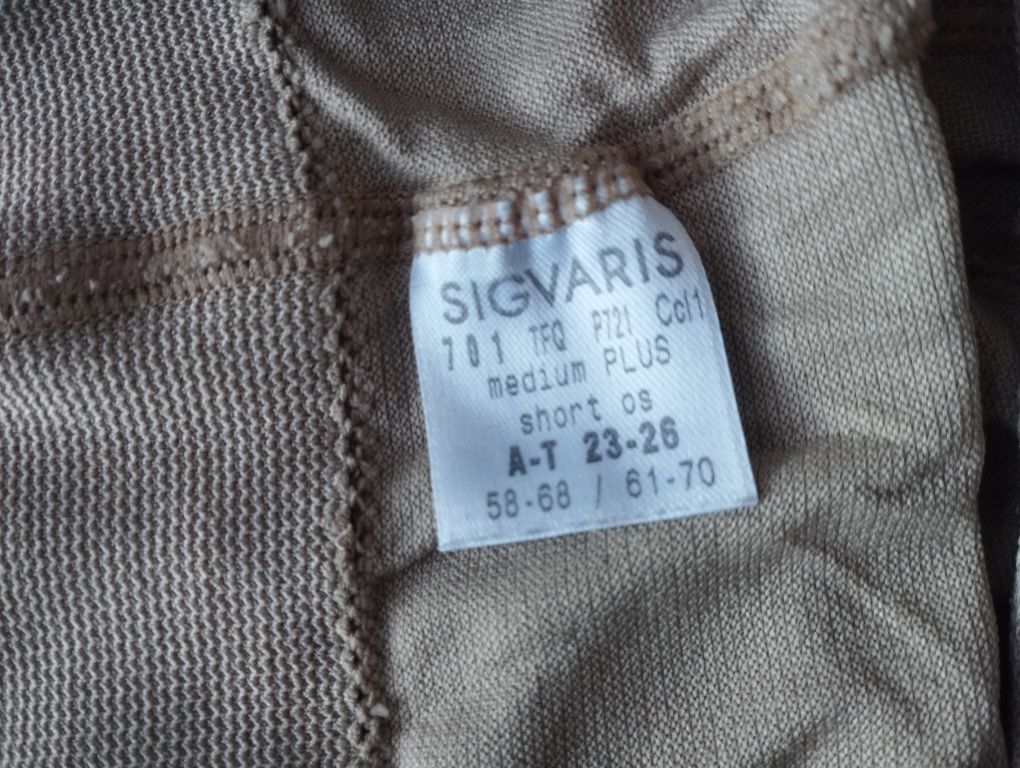 SIGVARIS
701 TFQ P721 Ccl1
medium PLUS
short os
A-T 23-26
58-68 / 61-70